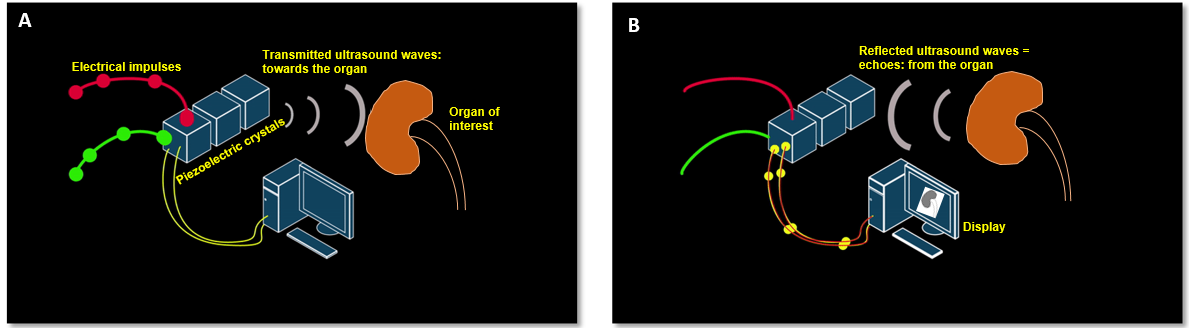 A
Electrical impulses
Transmitted ultrasound waves:
towards the organ
Organ of
interest
Piezoelectric crystals
B
Reflected ultrasound waves =
echoes: from the organ
Display